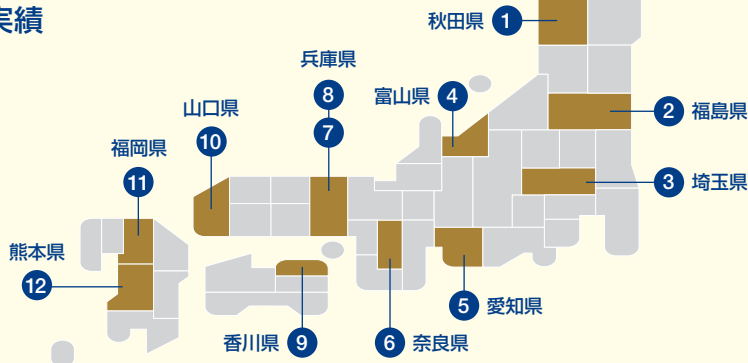 実績
秋田県 1
兵庫県
8
7
富山県 4
2 福島県
山口県
10
福岡県
11
3 埼玉県
熊本県
12
5 愛知県
香川県 9
6 奈良県